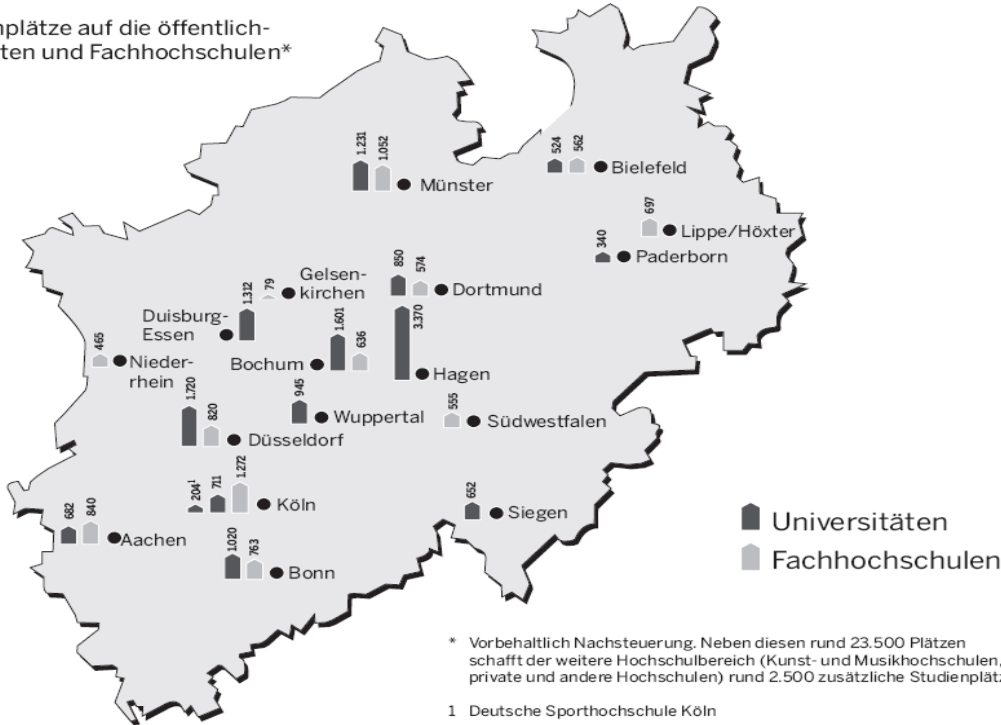 nplätze auf die öffentlich-
ten und Fachhochschulen*
1.231
1.052
Münster
524
562
Bielefeld
697
Lippe/Höxter
340
Paderborn
850
574
Dortmund
Gelsen-
kirchen
79
1.312
Duisburg-
Essen
1.601
636
Bochum
3.370
Hagen
465
Nieder-
rhein
945
Wuppertal
555
Südwestfalen
1.720
820
Düsseldorf
204¹
711
1.272
Köln
652
Siegen
682
840
Aachen
1.020
763
Bonn
Universitäten
Fachhochschulen
* Vorbehaltlich Nachsteuerung. Neben diesen rund 23.500 Plätzen
schafft der weitere Hochschulbereich (Kunst- und Musikhochschulen,
private und andere Hochschulen) rund 2.500 zusätzliche Studienplätz
1 Deutsche Sporthochschule Köln